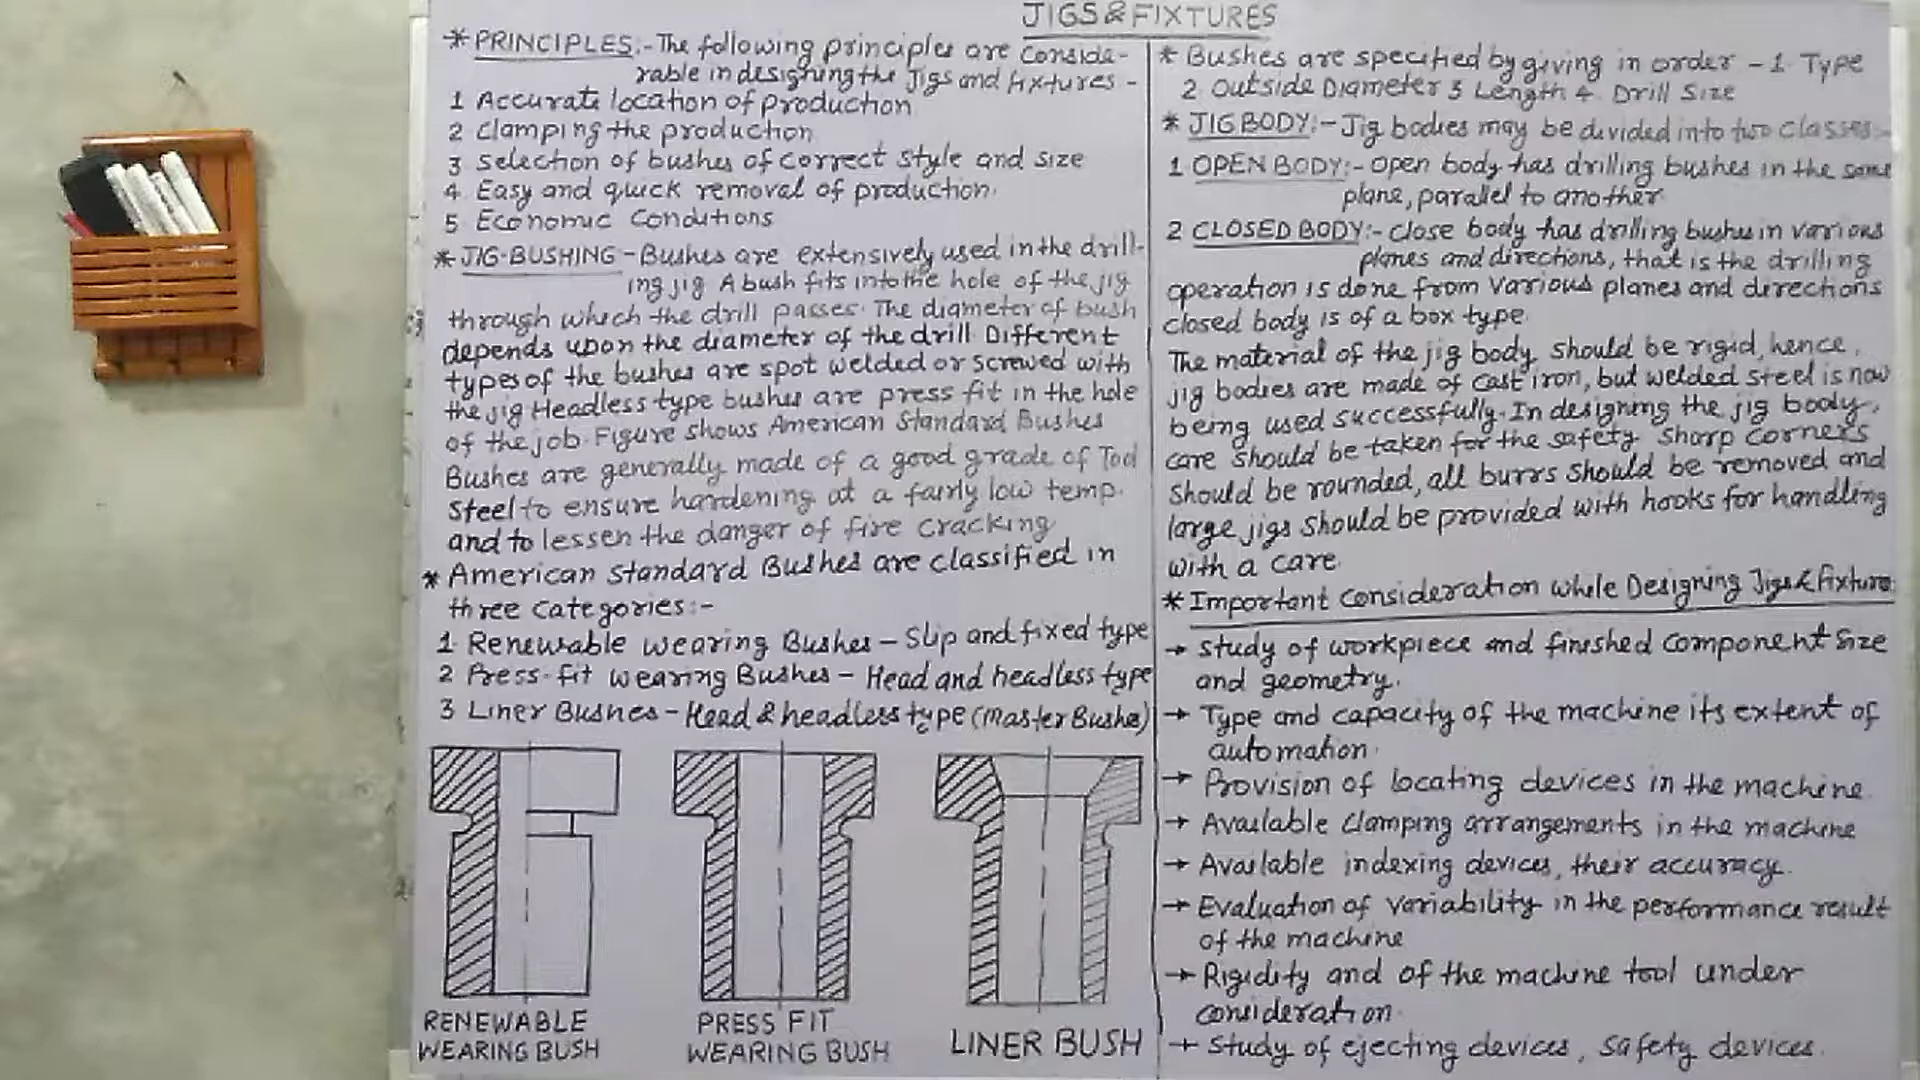 JIGS & FIXTURES
* PRINCIPLES:- The following principles are Conside-
rable in designing the Jigs and fixtures -
1 Accurate location of production
2 Clamping the production
3 Selection of bushes of correct style and size
4. Easy and quick removal of production.
5. Economic Conditions
* JIG-BUSHING - Bushes are extensively used in the drill-
ing jig A bush fits into the hole of the jig
through which the drill passes. The diameter of bush
depends upon the diameter of the drill. Different
types of the bushes are spot welded or screwed with
the jig Headless type bushes are press fit in the hole
of the job. Figure shows American Standard Bushes
Bushes are generally made of a good grade of Tool
Steel to ensure hardening at a fairly low temp.
and to lessen the danger of fire cracking
* American Standard Bushes are classified in
three categories:-
1. Renewable wearing Bushes - Slip and fixed type
2 Press-fit wearing Bushes - Head and headless type
3 Liner Bushes - Head & headless type (Master Bushe)
RENEWABLE
WEARING BUSH
PRESS FIT
WEARING BUSH
LINER BUSH
* Bushes are specified by giving in order - 1. Type
2 Outside Diameter 3 Length 4. Drill Size
* JIG BODY:- Jig bodies may be divided into two classes:-
1 OPEN BODY:- Open body has drilling bushes in the same
plane, parallel to another.
2 CLOSED BODY:- Close body has drilling bushes in various
planes and directions, that is the drilling
operation is done from various planes and directions
closed body is of a box type.
The material of the jig body should be rigid, hence,
jig bodies are made of cast iron, but welded steel is now
being used successfully. In designing the jig body,
care should be taken for the safety. Sharp Corners
should be rounded, all burrs should be removed and
large jigs should be provided with hooks for handling
with a care.
* Important Consideration while Designing Jigs & fixture
→ Study of workpiece and finished component size
and geometry.
→ Type and capacity of the machine its extent of
automation.
→ Provision of locating devices in the machine.
→ Available clamping arrangements in the machine
→ Available indexing devices, their accuracy.
→ Evaluation of variability in the performance result
of the machine
→ Rigidity and of the machine tool under
consideration.
→ Study of ejecting devices, safety devices.